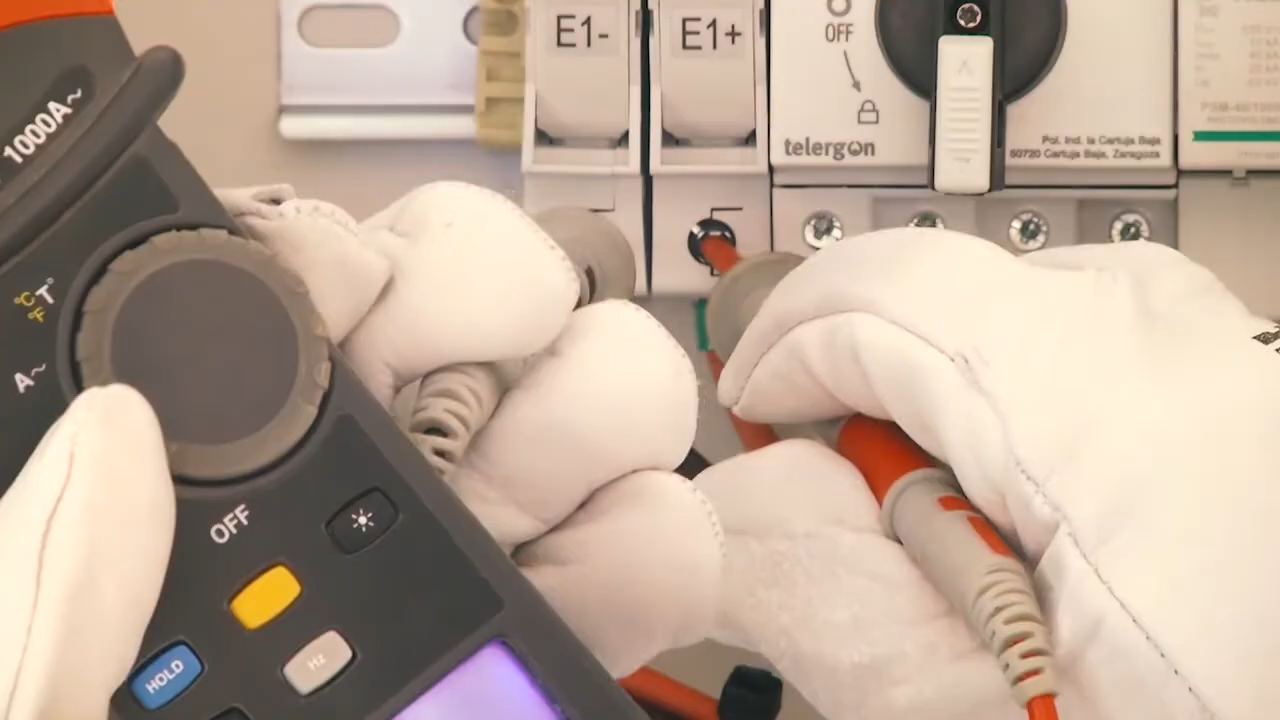 1000A~
°C
°F
T°
A~
OFF
HOLD
Hz
E1-
E1+
OFF
telergon
Pol. Ind. la Cartuja Baja
50720 Cartuja Baja, Zaragoza